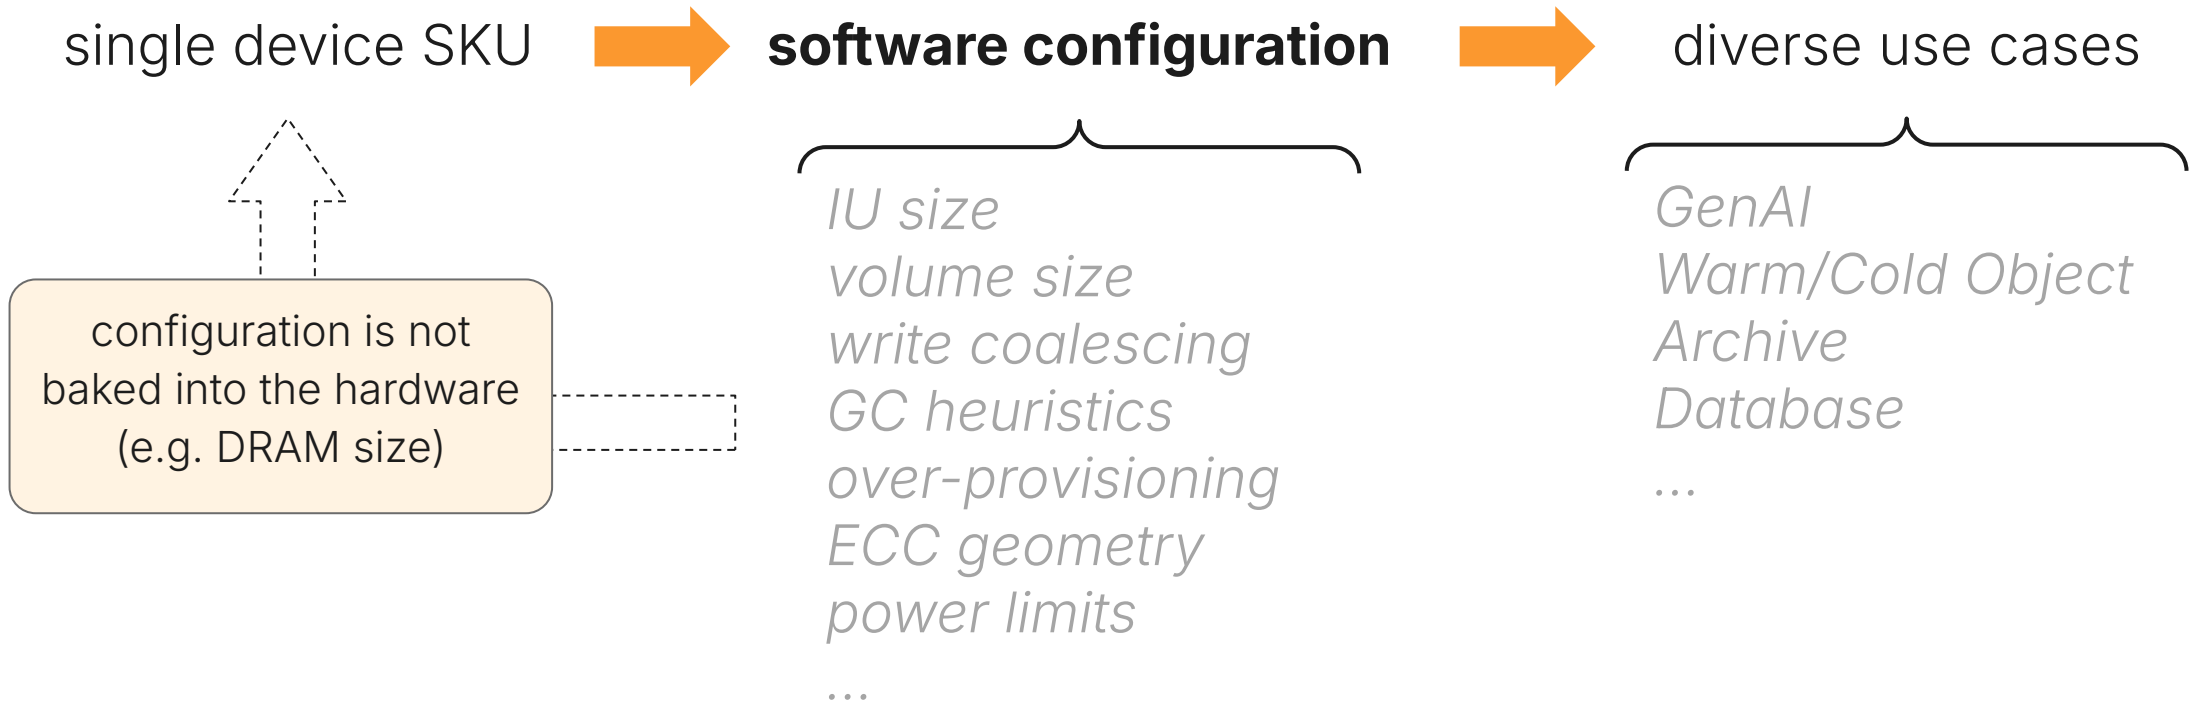 single device SKU
software configuration
diverse use cases
configuration is not
baked into the hardware
(e.g. DRAM size)
IU size
volume size
write coalescing
GC heuristics
over-provisioning
ECC geometry
power limits
...
GenAI
Warm/Cold Object
Archive
Database
...